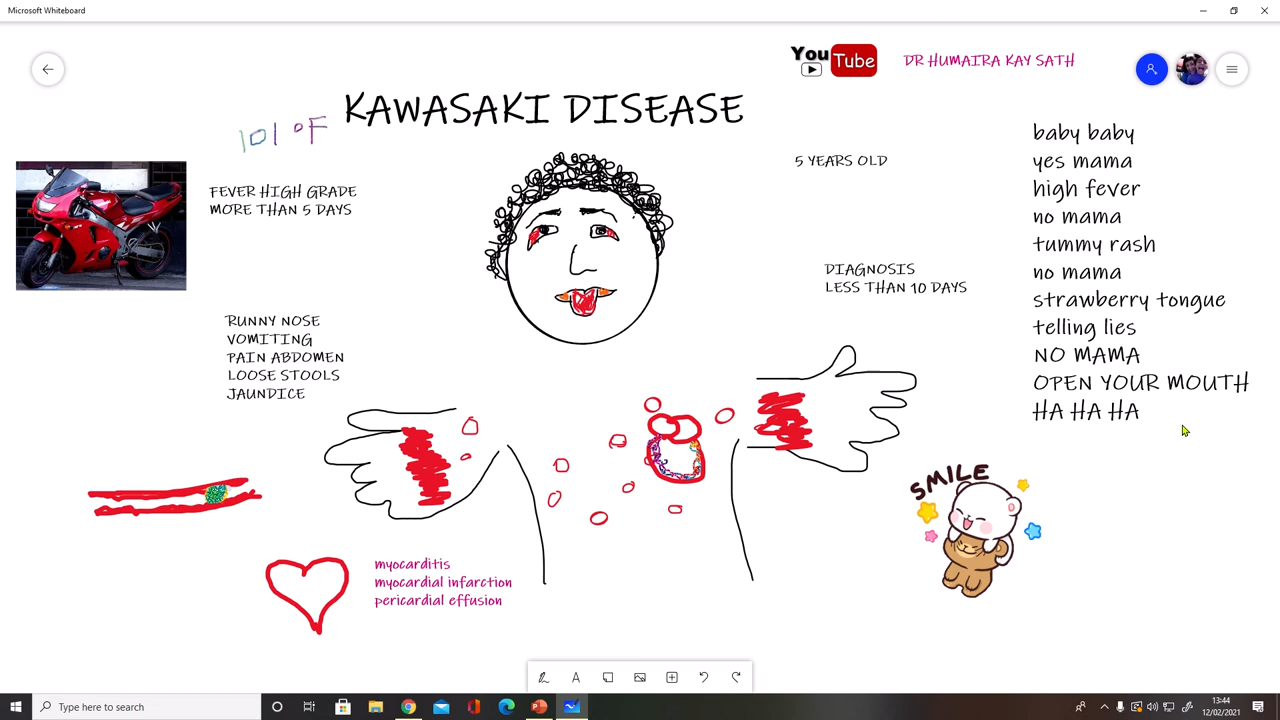 Microsoft Whiteboard
YouTube
DR HUMAIRA KAY SATH
KAWASAKI DISEASE
101 °F
FEVER HIGH GRADE
MORE THAN 5 DAYS
5 YEARS OLD
DIAGNOSIS
LESS THAN 10 DAYS
RUNNY NOSE
VOMITING
PAIN ABDOMEN
LOOSE STOOLS
JAUNDICE
myocarditis
myocardial infarction
pericardial effusion
baby baby
yes mama
high fever
no mama
tummy rash
no mama
strawberry tongue
telling lies
NO MAMA
OPEN YOUR MOUTH
HA HA HA
SMILE
A
Type here to search
13:44
12/02/2021